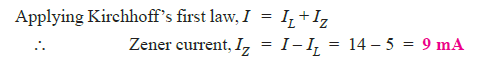 Applying Kirchhoff’s first law, I = I_L + I_Z
∴ Zener current, I_Z = I – I_L = 14 – 5 = 9 mA